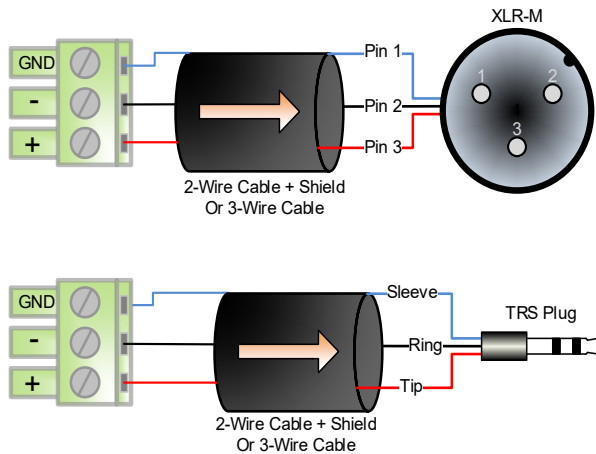 XLR-M
GND
-
+
Pin 1
Pin 2
Pin 3
1
2
3
2-Wire Cable + Shield
Or 3-Wire Cable
GND
-
+
Sleeve
Ring
Tip
TRS Plug
2-Wire Cable + Shield
Or 3-Wire Cable